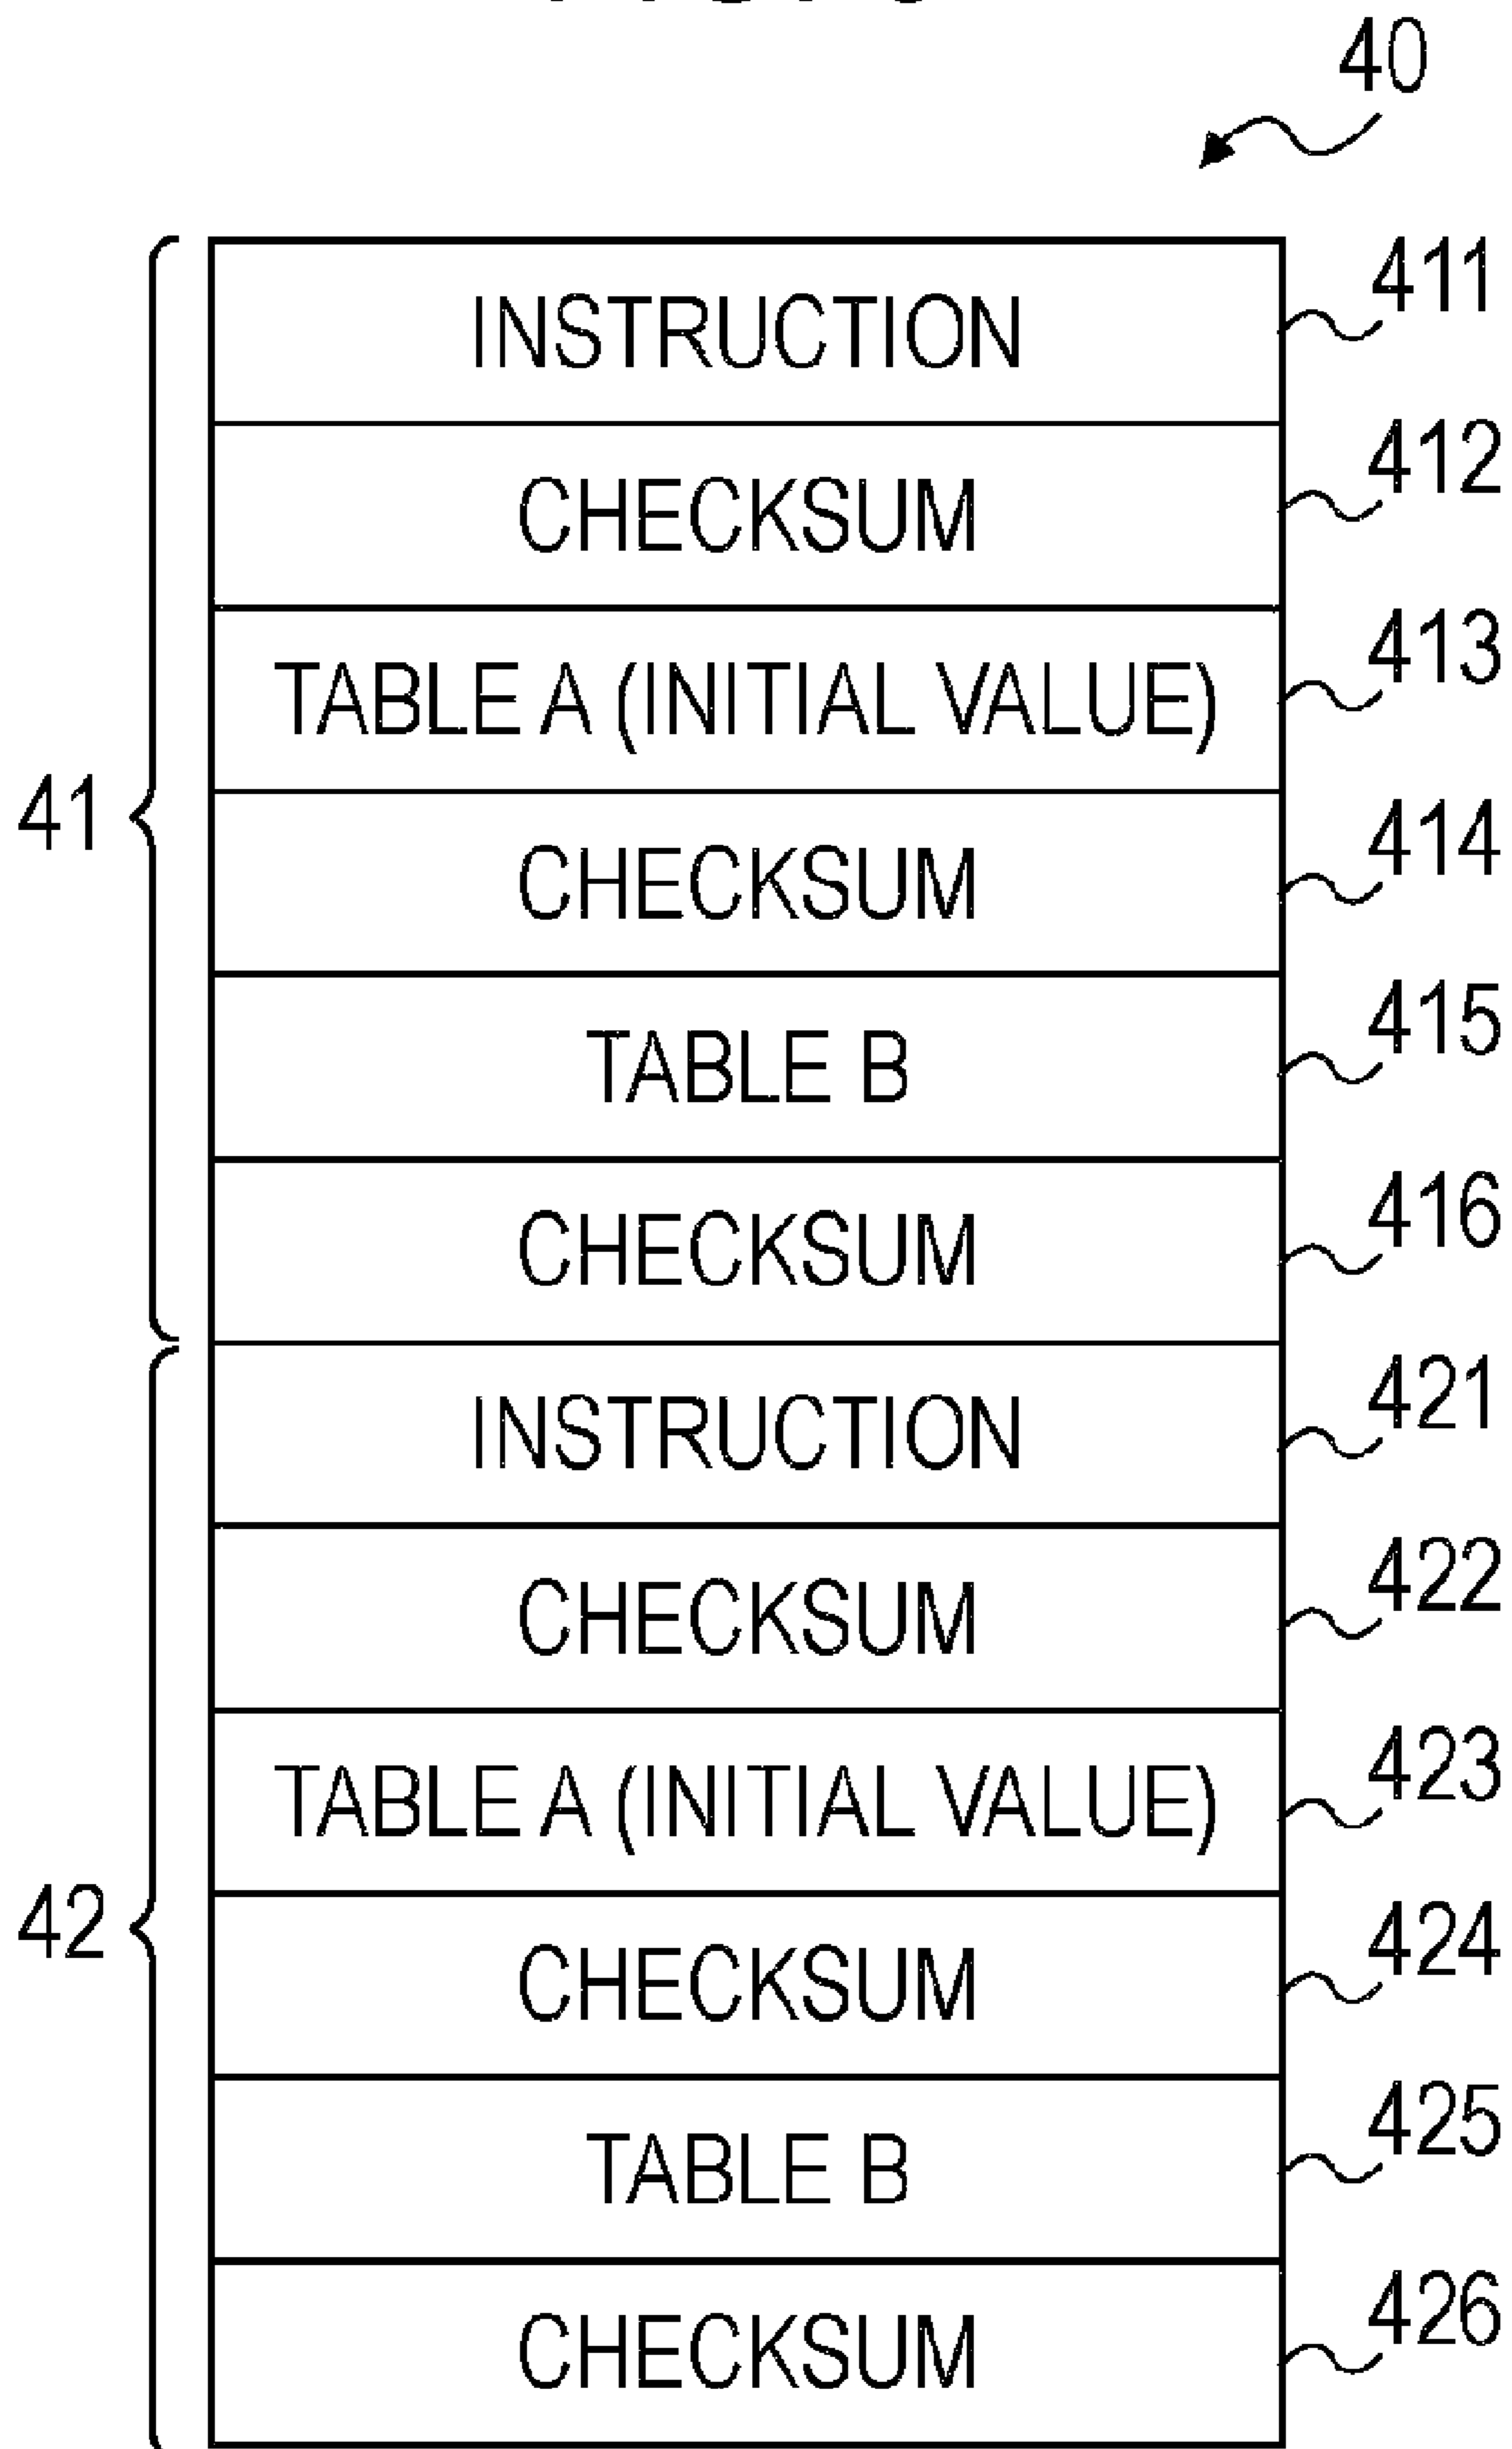 40
INSTRUCTION 411
CHECKSUM 412
TABLE A (INITIAL VALUE) 413
41
CHECKSUM 414
TABLE B 415
CHECKSUM 416
INSTRUCTION 421
CHECKSUM 422
TABLE A (INITIAL VALUE) 423
42
CHECKSUM 424
TABLE B 425
CHECKSUM 426